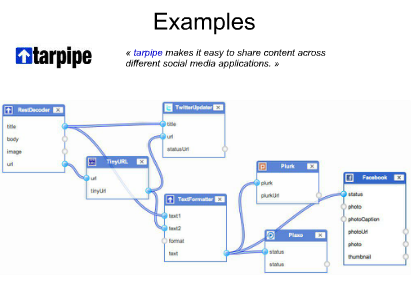 Examples
tarpipe
« tarpipe makes it easy to share content across
different social media applications. »
RestDecoder
title
body
image
url
TinyURL
url
tinyUrl
TwitterUpdater
title
url
statusUrl
TextFormatter
text1
text2
format
text
Plurk
plurk
plurkUrl
Plaxo
status
status
Facebook
status
photo
photoCaption
photoUrl
photo
thumbnail